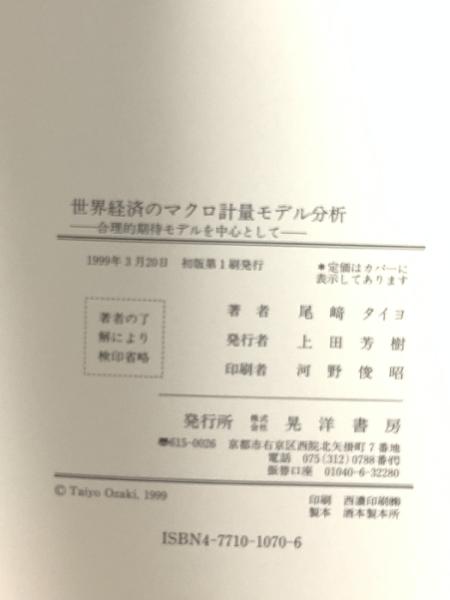 世界経済のマクロ計量モデル分析
――合理的期待モデルを中心として――
1999年3月20日 初版第1刷発行
＊定価はカバーに
表示してあります
著者の了
解により
検印省略
著者 尾﨑タイヨ
発行者 上田芳樹
印刷者 河野俊昭
発行所 株式会社 晃洋書房
〠615-0026 京都市右京区西院北矢掛町7番地
電話 075(312)0788番代
振替口座 01040-6-32280
© Taiyo Ozaki, 1999
印刷 西濃印刷㈱
製本 酒本製本所
ISBN4-7710-1070-6